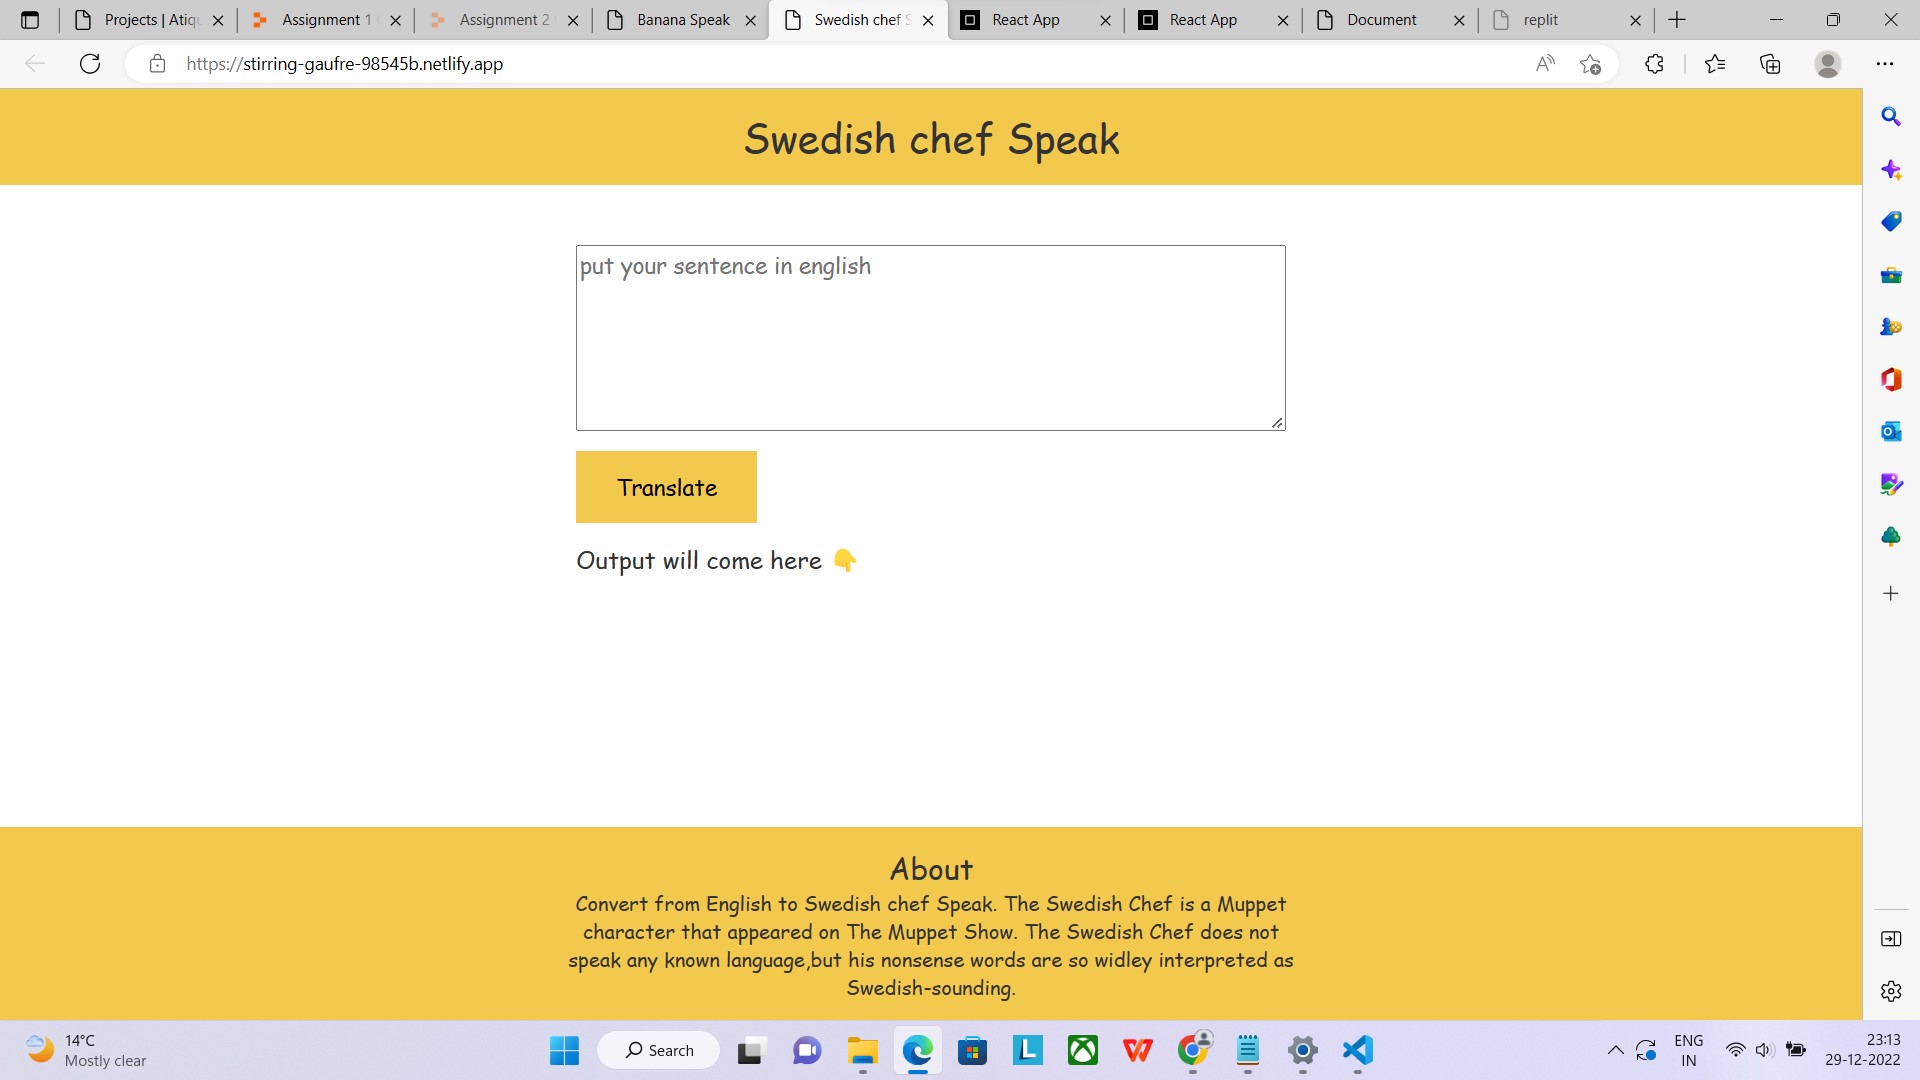 Projects | Atiqu
Assignment 1
Assignment 2
Banana Speak
Swedish chef S
React App
React App
Document
replit
https://stirring-gaufre-98545b.netlify.app
Swedish chef Speak
put your sentence in english
Translate
Output will come here 👇
About
Convert from English to Swedish chef Speak. The Swedish Chef is a Muppet
character that appeared on The Muppet Show. The Swedish Chef does not
speak any known language,but his nonsense words are so widley interpreted as
Swedish-sounding.
14°C
Mostly clear
Search
ENG
IN
23:13
29-12-2022